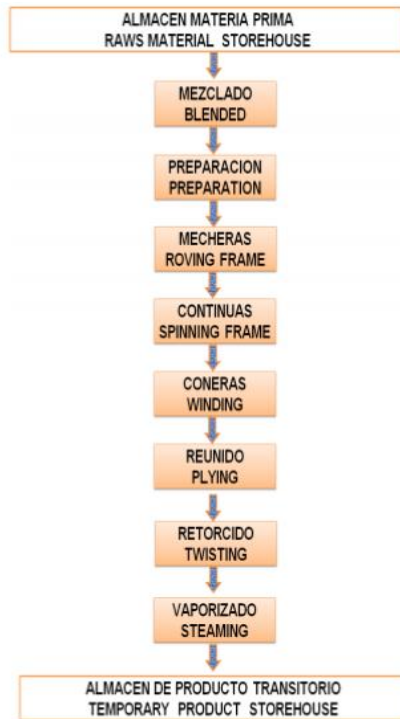 ALMACEN MATERIA PRIMA
RAWS MATERIAL STOREHOUSE
MEZCLADO
BLENDED
PREPARACION
PREPARATION
MECHERAS
ROVING FRAME
CONTINUAS
SPINNING FRAME
CONERAS
WINDING
REUNIDO
PLYING
RETORCIDO
TWISTING
VAPORIZADO
STEAMING
ALMACEN DE PRODUCTO TRANSITORIO
TEMPORARY PRODUCT STOREHOUSE